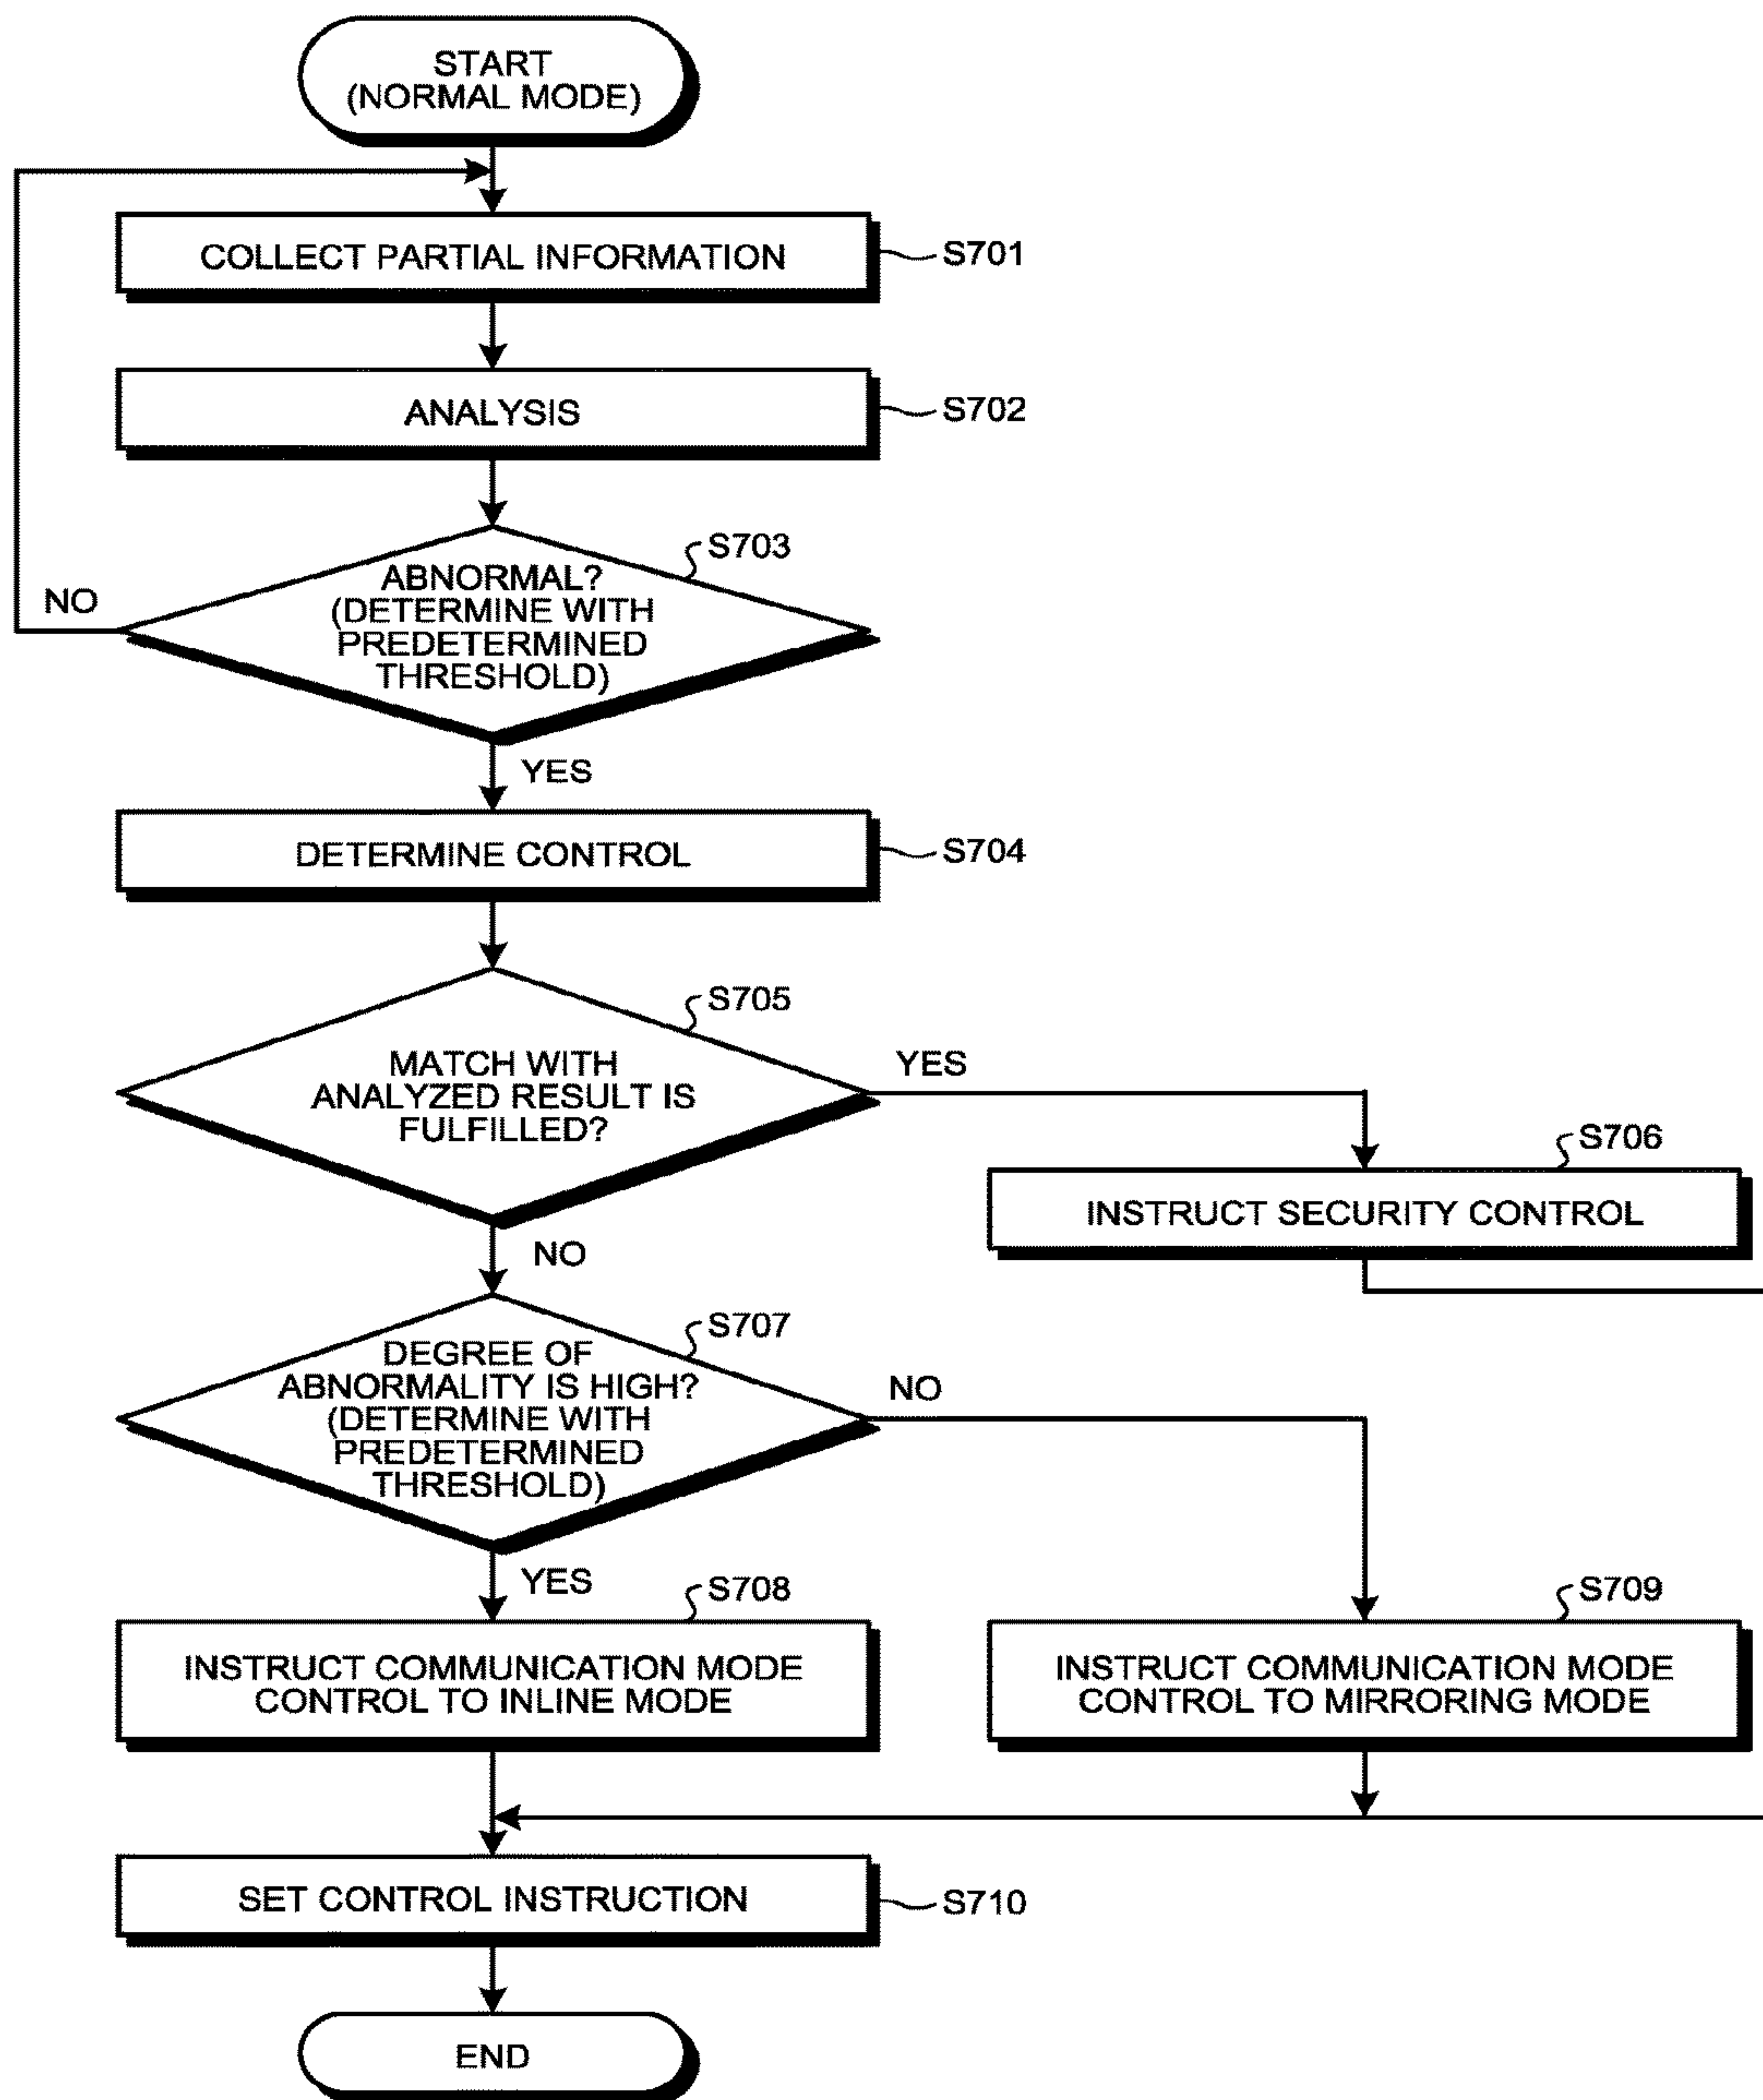 START
(NORMAL MODE)
COLLECT PARTIAL INFORMATION
S701
ANALYSIS
S702
S703
ABNORMAL?
(DETERMINE WITH
PREDETERMINED
THRESHOLD)
NO
YES
DETERMINE CONTROL
S704
S705
MATCH WITH
ANALYZED RESULT IS
FULFILLED?
YES
S706
INSTRUCT SECURITY CONTROL
NO
S707
DEGREE OF
ABNORMALITY IS HIGH?
(DETERMINE WITH
PREDETERMINED
THRESHOLD)
NO
YES
S708
INSTRUCT COMMUNICATION MODE
CONTROL TO INLINE MODE
S709
INSTRUCT COMMUNICATION MODE
CONTROL TO MIRRORING MODE
SET CONTROL INSTRUCTION
S710
END